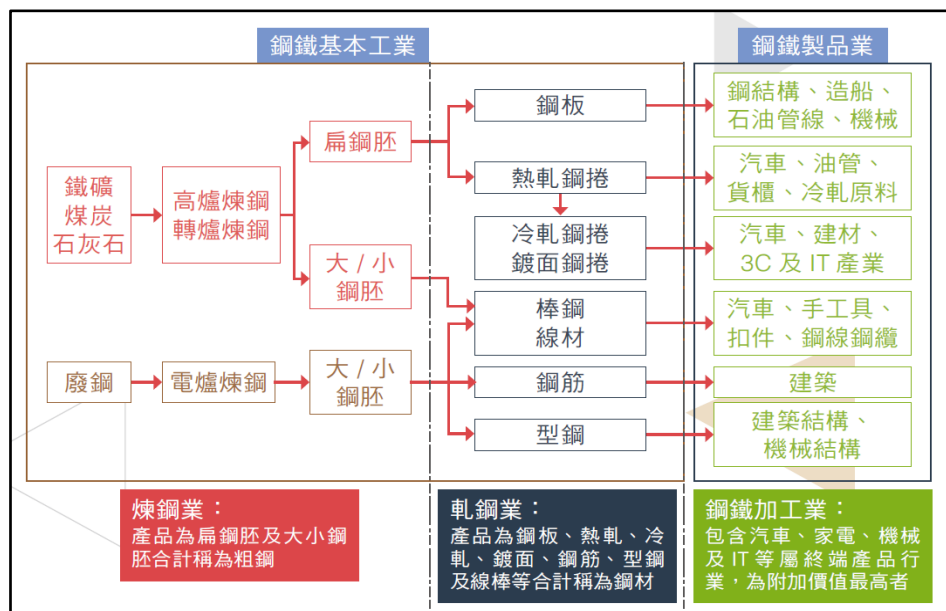 鋼鐵基本工業
鋼鐵製品業
鐵礦
煤炭
石灰石
高爐煉鋼
轉爐煉鋼
扁鋼胚
大 / 小
鋼胚
廢鋼
電爐煉鋼
大 / 小
鋼胚
鋼板
熱軋鋼捲
冷軋鋼捲
鍍面鋼捲
棒鋼
線材
鋼筋
型鋼
鋼結構、造船、
石油管線、機械
汽車、油管、
貨櫃、冷軋原料
汽車、建材、
3C 及 IT 產業
汽車、手工具、
扣件、鋼線鋼纜
建築
建築結構、
機械結構
煉鋼業：
產品為扁鋼胚及大小鋼
胚合計稱為粗鋼
軋鋼業：
產品為鋼板、熱軋、冷
軋、鍍面、鋼筋、型鋼
及線棒等合計稱為鋼材
鋼鐵加工業：
包含汽車、家電、機械
及 IT 等屬終端產品行
業，為附加價值最高者